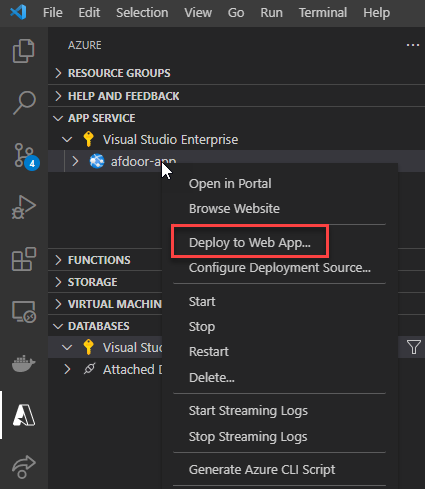 File Edit Selection View Go Run Terminal Help
AZURE
RESOURCE GROUPS
HELP AND FEEDBACK
APP SERVICE
Visual Studio Enterprise
afdoor-app
Open in Portal
Browse Website
Deploy to Web App...
Configure Deployment Source...
FUNCTIONS
STORAGE
Start
VIRTUAL MACHIN
Stop
DATABASES
Visual Stu
Restart
Attached D
Delete...
Start Streaming Logs
Stop Streaming Logs
Generate Azure CLI Script
4